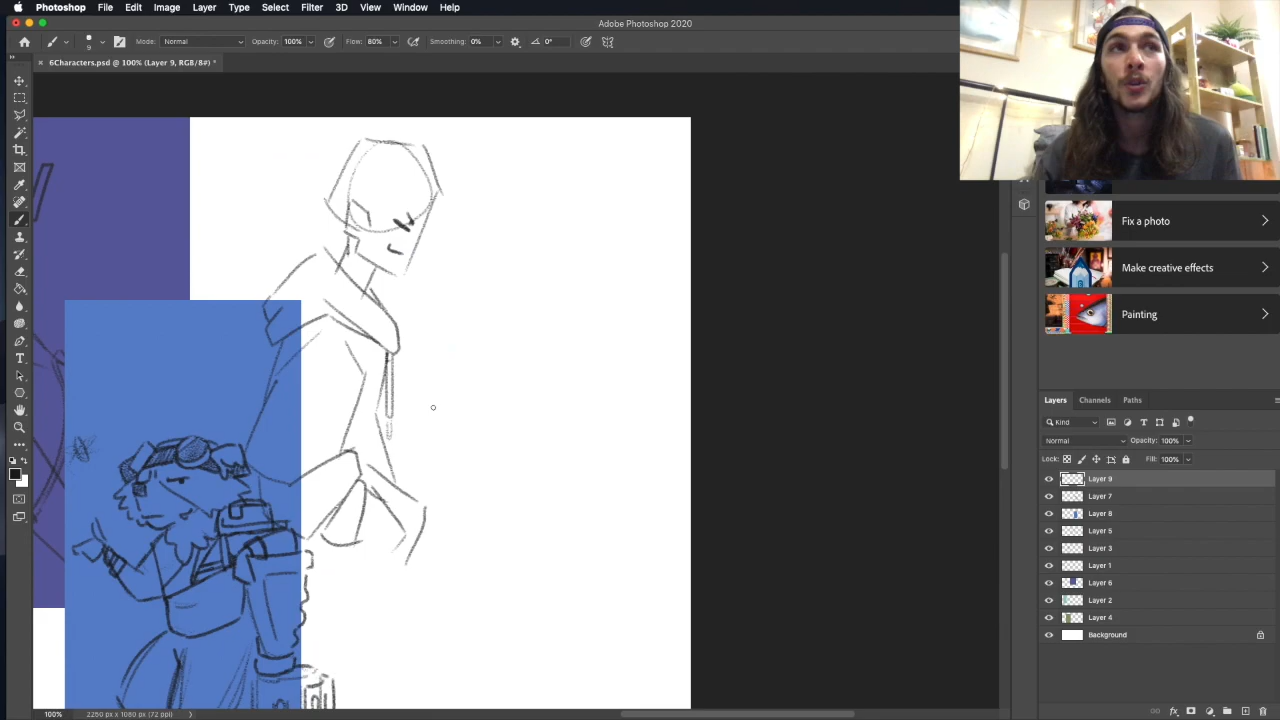 Photoshop File Edit Image Layer Type Select Filter 3D View Window Help
Adobe Photoshop 2020
9 Mode: Normal Opacity: 100% Flow: 80% Smoothing: 0% 0°
6Characters.psd @ 100% (Layer 9, RGB/8#) *
Fix a photo
Make creative effects
Painting
Layers Channels Paths
Kind
Normal Opacity: 100%
Lock: Fill: 100%
Layer 9
Layer 7
Layer 8
Layer 5
Layer 3
Layer 1
Layer 6
Layer 2
Layer 4
Background
100% 2250 px x 1080 px (72 ppi)